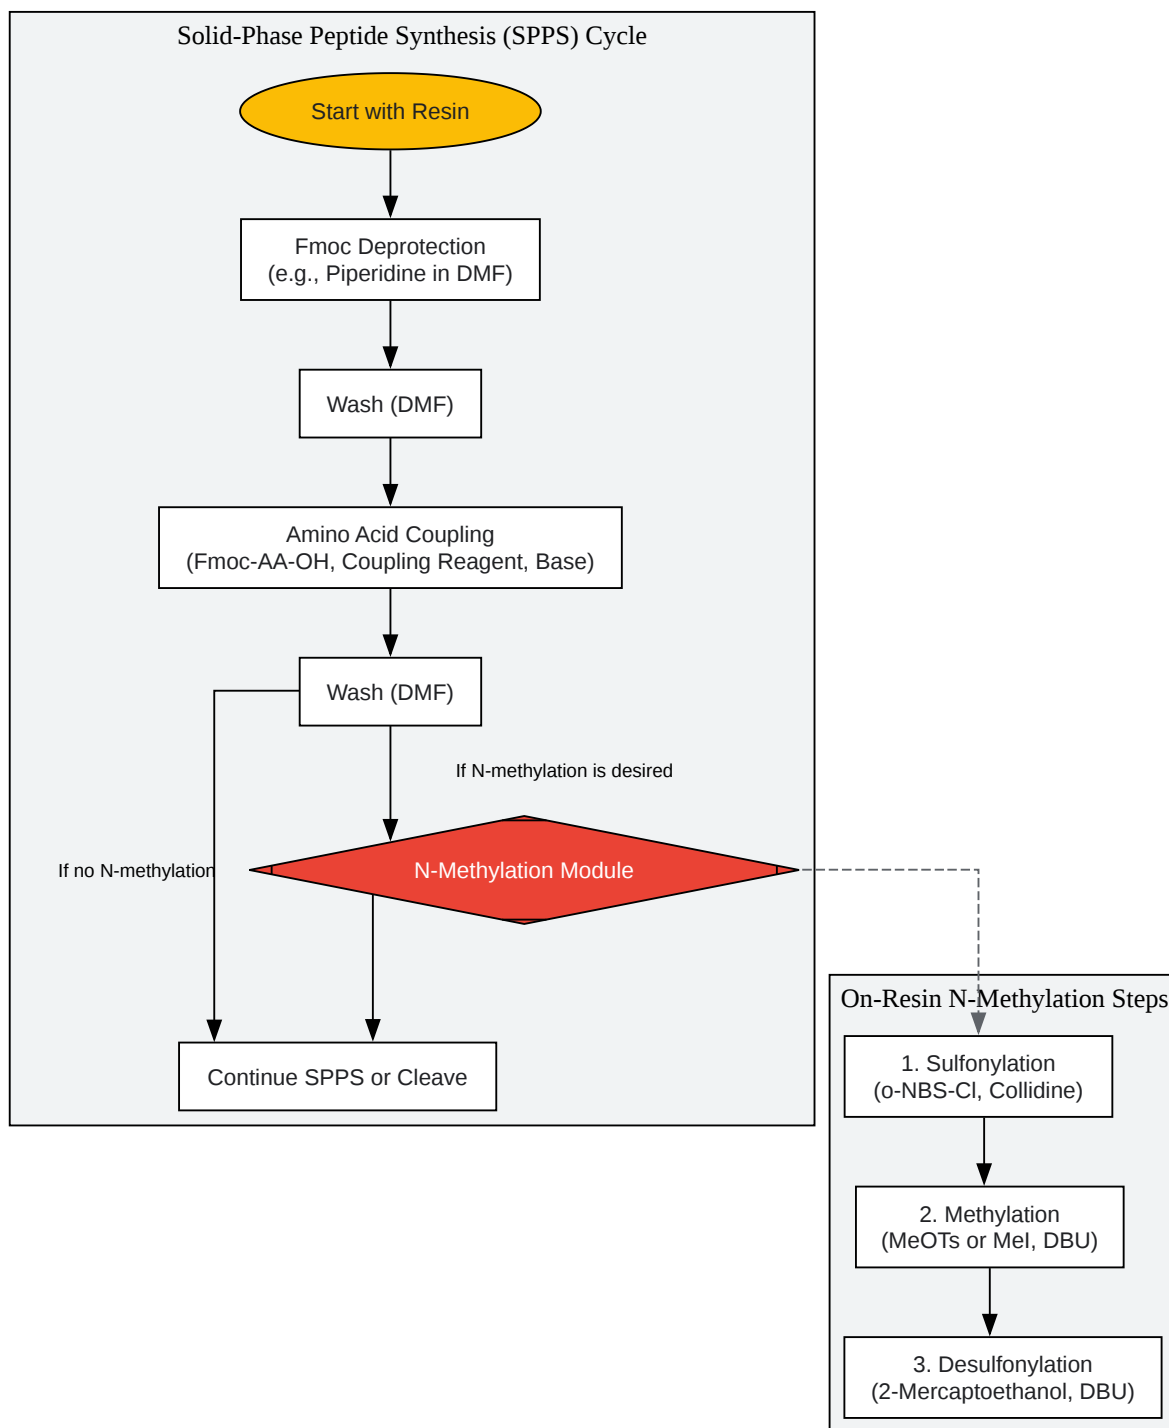 Solid-Phase Peptide Synthesis (SPPS) Cycle
Start with Resin
Fmoc Deprotection
(e.g., Piperidine in DMF)
Wash (DMF)
Amino Acid Coupling
(Fmoc-AA-OH, Coupling Reagent, Base)
Wash (DMF)
If N-methylation is desired
If no N-methylation
N-Methylation Module
Continue SPPS or Cleave
On-Resin N-Methylation Steps
1. Sulfonylation
(o-NBS-Cl, Collidine)
2. Methylation
(MeOTs or MeI, DBU)
3. Desulfonylation
(2-Mercaptoethanol, DBU)